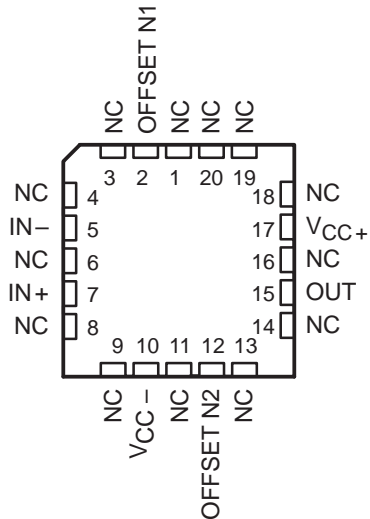 NC
OFFSET N1
NC
NC
NC
3 2 1 20 19
NC 4 18 NC
IN− 5 17 VCC+
NC 6 16 NC
IN+ 7 15 OUT
NC 8 14 NC
9 10 11 12 13
NC
VCC −
NC
OFFSET N2
NC